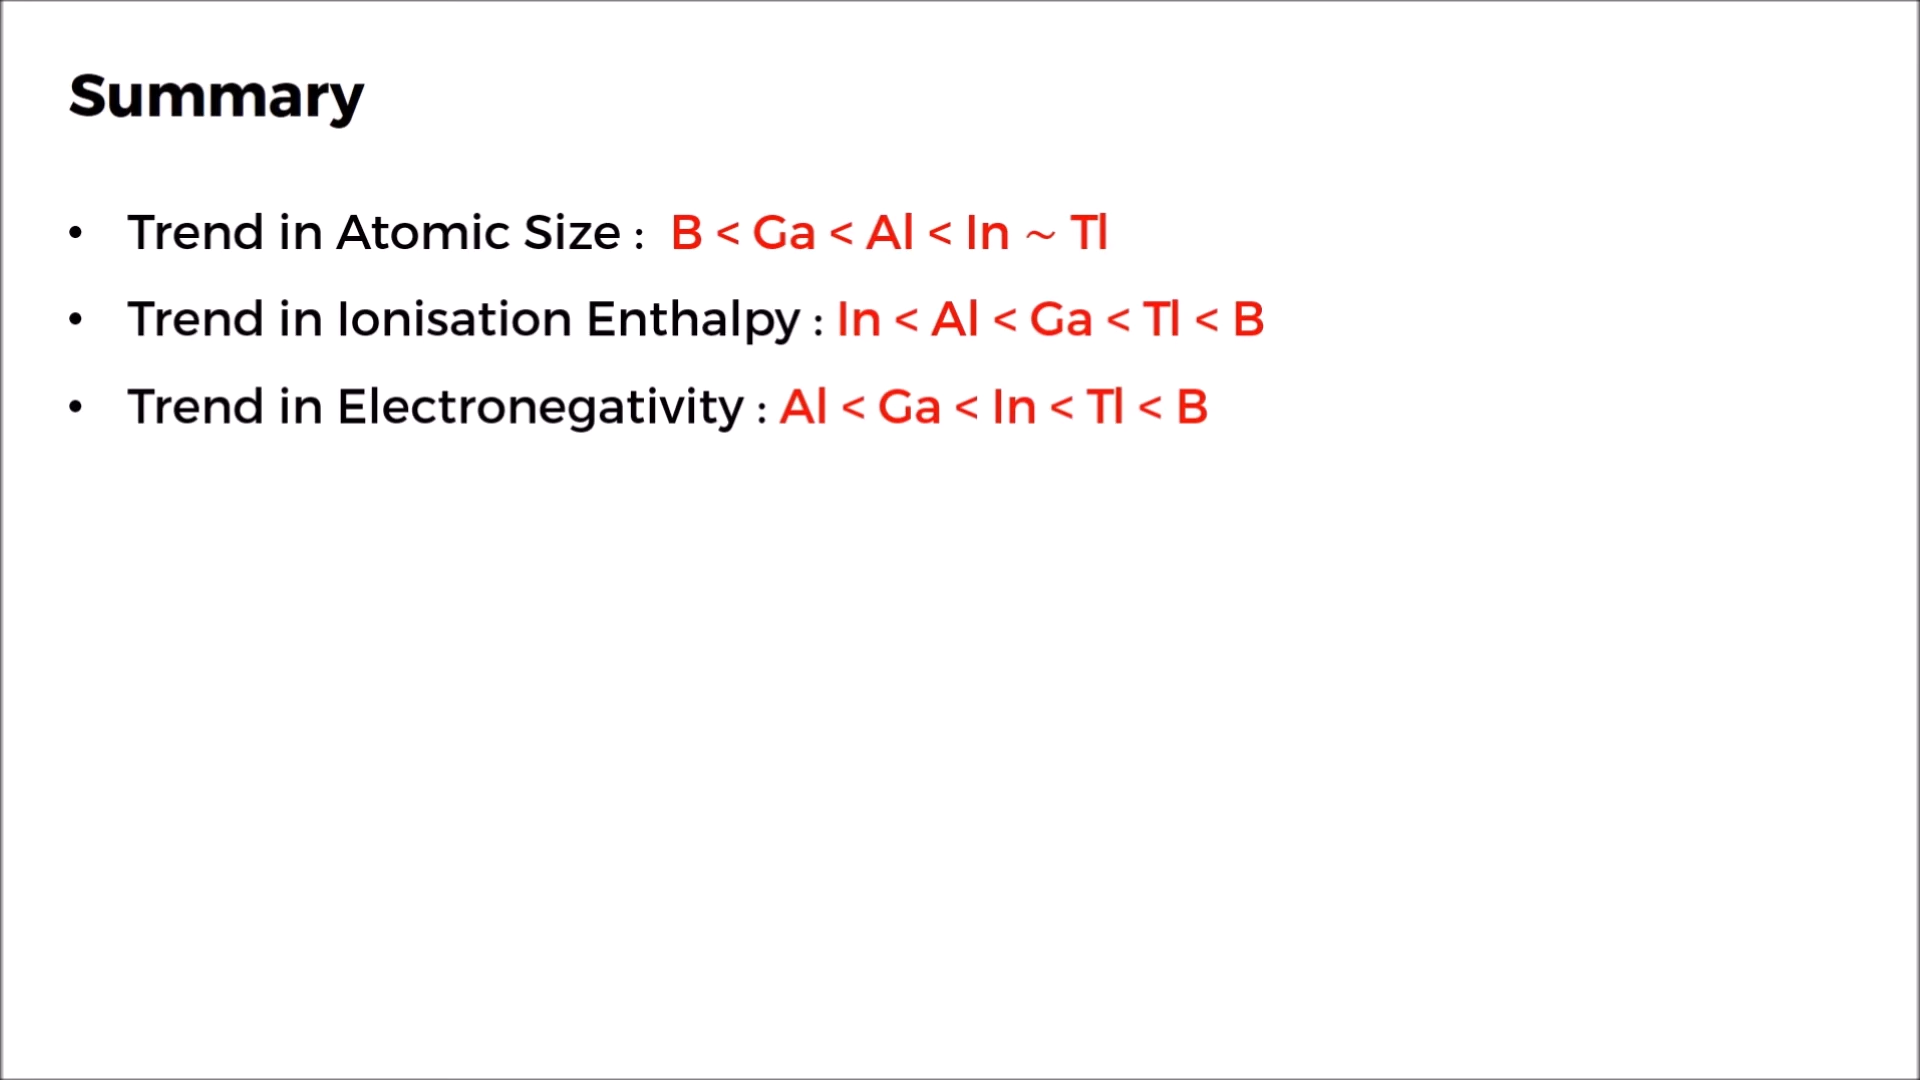 Summary
• Trend in Atomic Size : B < Ga < Al < In ~ Tl
• Trend in Ionisation Enthalpy : In < Al < Ga < Tl < B
• Trend in Electronegativity : Al < Ga < In < Tl < B